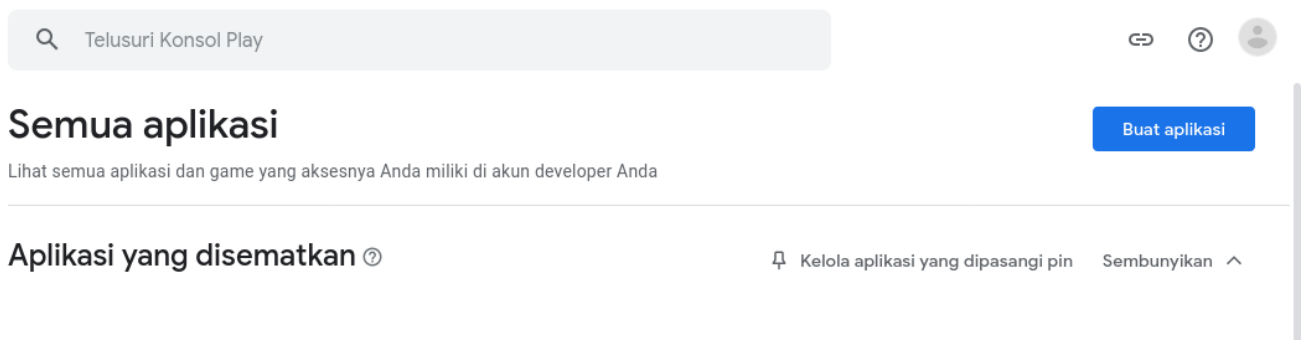 Telusuri Konsol Play
Semua aplikasi
Buat aplikasi
Lihat semua aplikasi dan game yang aksesnya Anda miliki di akun developer Anda
Aplikasi yang disematkan
Kelola aplikasi yang dipasangi pin
Sembunyikan